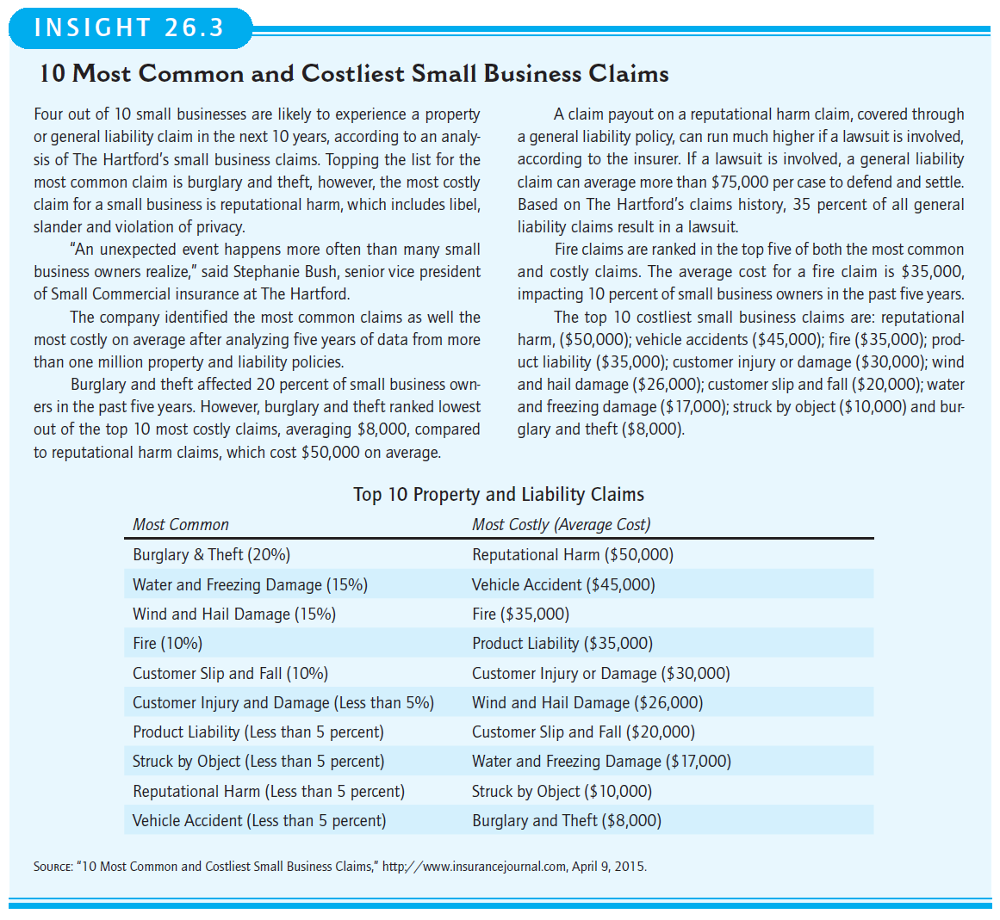 INSIGHT 26.3
10 Most Common and Costliest Small Business Claims
Four out of 10 small businesses are likely to experience a property
or general liability claim in the next 10 years, according to an analy-
sis of The Hartford's small business claims. Topping the list for the
most common claim is burglary and theft, however, the most costly
claim for a small business is reputational harm, which includes libel,
slander and violation of privacy.
"An unexpected event happens more often than many small
business owners realize," said Stephanie Bush, senior vice president
of Small Commercial insurance at The Hartford.
The company identified the most common claims as well the
most costly on average after analyzing five years of data from more
than one million property and liability policies.
Burglary and theft affected 20 percent of small business own-
ers in the past five years. However, burglary and theft ranked lowest
out of the top 10 most costly claims, averaging $8,000, compared
to reputational harm claims, which cost $50,000 on average.
A claim payout on a reputational harm claim, covered through
a general liability policy, can run much higher if a lawsuit is involved,
according to the insurer. If a lawsuit is involved, a general liability
claim can average more than $75,000 per case to defend and settle.
Based on The Hartford's claims history, 35 percent of all general
liability claims result in a lawsuit.
Fire claims are ranked in the top five of both the most common
and costly claims. The average cost for a fire claim is $35,000,
impacting 10 percent of small business owners in the past five years.
The top 10 costliest small business claims are: reputational
harm, ($50,000); vehicle accidents ($45,000); fire ($35,000); prod-
uct liability ($35,000); customer injury or damage ($30,000); wind
and hail damage ($26,000); customer slip and fall ($20,000); water
and freezing damage ($17,000); struck by object ($10,000) and bur-
glary and theft ($8,000).
Top 10 Property and Liability Claims
Most Common Most Costly (Average Cost)
Burglary & Theft (20%) Reputational Harm ($50,000)
Water and Freezing Damage (15%) Vehicle Accident ($45,000)
Wind and Hail Damage (15%) Fire ($35,000)
Fire (10%) Product Liability ($35,000)
Customer Slip and Fall (10%) Customer Injury or Damage ($30,000)
Customer Injury and Damage (Less than 5%) Wind and Hail Damage ($26,000)
Product Liability (Less than 5 percent) Customer Slip and Fall ($20,000)
Struck by Object (Less than 5 percent) Water and Freezing Damage ($17,000)
Reputational Harm (Less than 5 percent) Struck by Object ($10,000)
Vehicle Accident (Less than 5 percent) Burglary and Theft ($8,000)
SOURCE: "10 Most Common and Costliest Small Business Claims," http://www.insurancejournal.com, April 9, 2015.